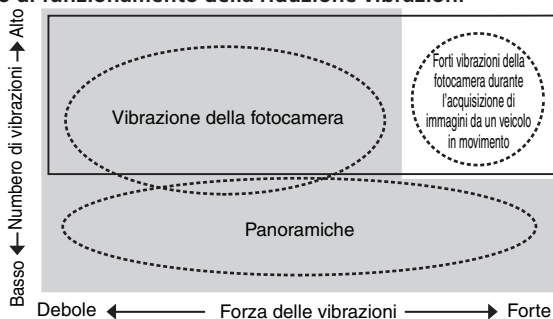 di funzionamento della riduzione vibrazioni
Basso ← Numbero di vibrazioni → Alto
Forti vibrazioni della
fotocamera durante
l'acquisizione di
immagini da un veicolo
in movimento
Vibrazione della fotocamera
Panoramiche
Debole ← Forza delle vibrazioni → Forte